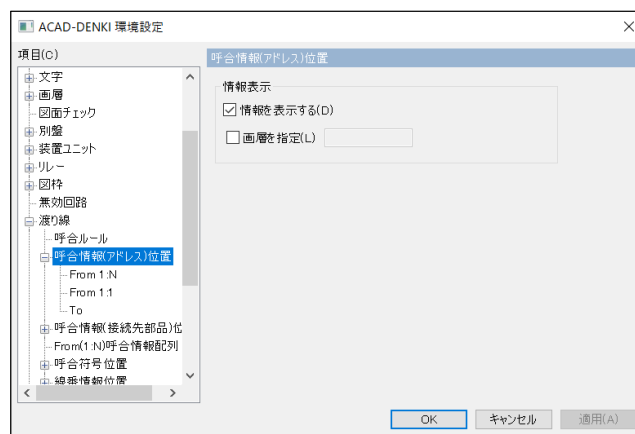 ACAD-DENKI 環境設定
項目(C)
文字
画層
図面チェック
別盤
装置ユニット
リレー
図枠
無効回路
渡り線
呼合ルール
呼合情報(アドレス)位置
From 1:N
From 1:1
To
呼合情報(接続先部品)位
From(1:N)呼合情報配列
呼合符号位置
線番情報位置
呼合情報(アドレス)位置
情報表示
情報を表示する(D)
画層を指定(L)
OK キャンセル 適用(A)